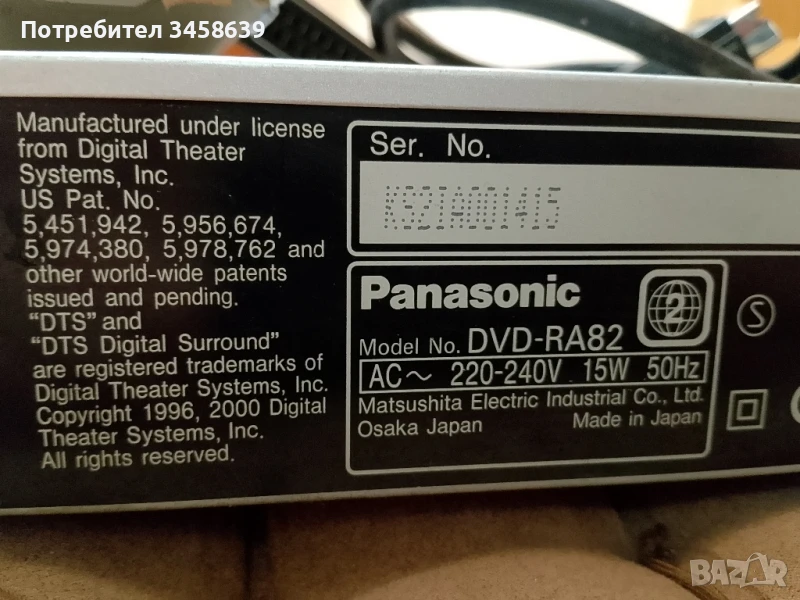 Потребител 3458639
Manufactured under license
from Digital Theater
Systems, Inc.
US Pat. No.
5,451,942, 5,956,674,
5,974,380, 5,978,762 and
other world-wide patents
issued and pending.
"DTS" and
"DTS Digital Surround"
are registered trademarks of
Digital Theater Systems, Inc.
Copyright 1996, 2000 Digital
Theater Systems, Inc.
All rights reserved.
Ser. No.
Panasonic
2
S
Model No. DVD-RA82
AC～ 220-240V 15W 50Hz
Matsushita Electric Industrial Co., Ltd.
Osaka Japan Made in Japan
BAZAR